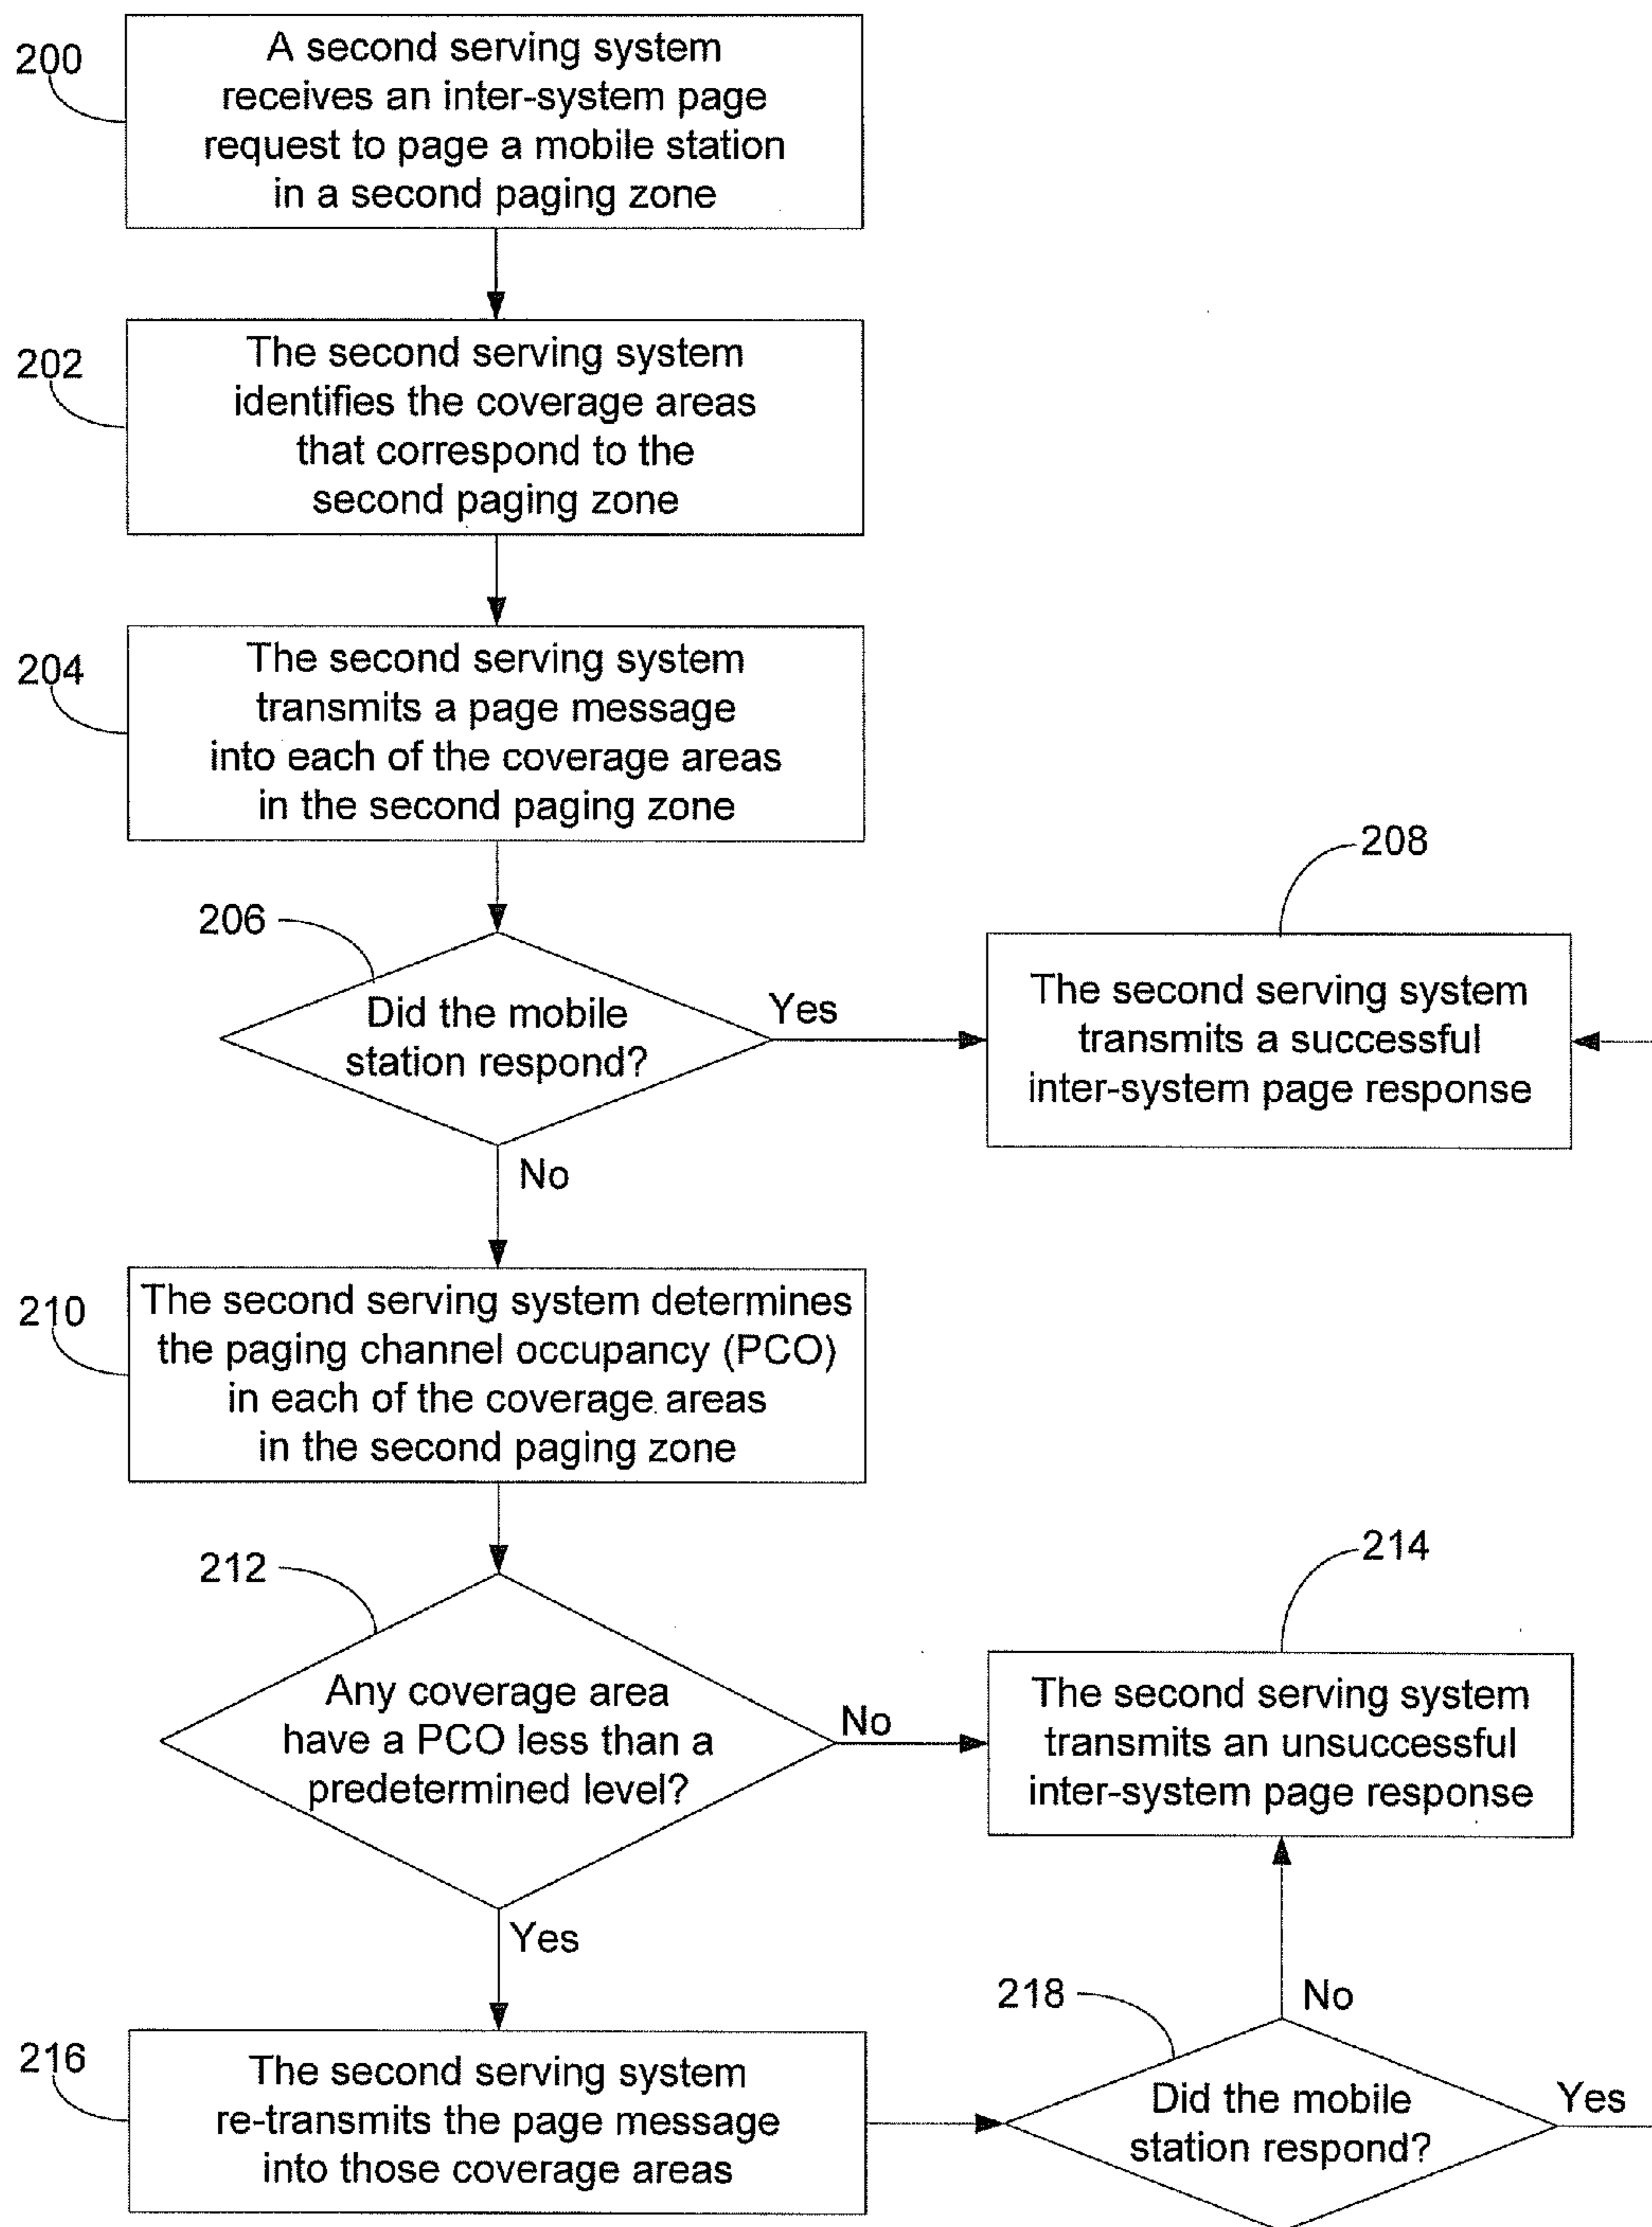 200
A second serving system
receives an inter-system page
request to page a mobile station
in a second paging zone
202
The second serving system
identifies the coverage areas
that correspond to the
second paging zone
204
The second serving system
transmits a page message
into each of the coverage areas
in the second paging zone
206
Did the mobile
station respond?
Yes
208
The second serving system
transmits a successful
inter-system page response
No
210
The second serving system determines
the paging channel occupancy (PCO)
in each of the coverage areas
in the second paging zone
212
Any coverage area
have a PCO less than a
predetermined level?
No
214
The second serving system
transmits an unsuccessful
inter-system page response
Yes
216
The second serving system
re-transmits the page message
into those coverage areas
218
Did the mobile
station respond?
No
Yes